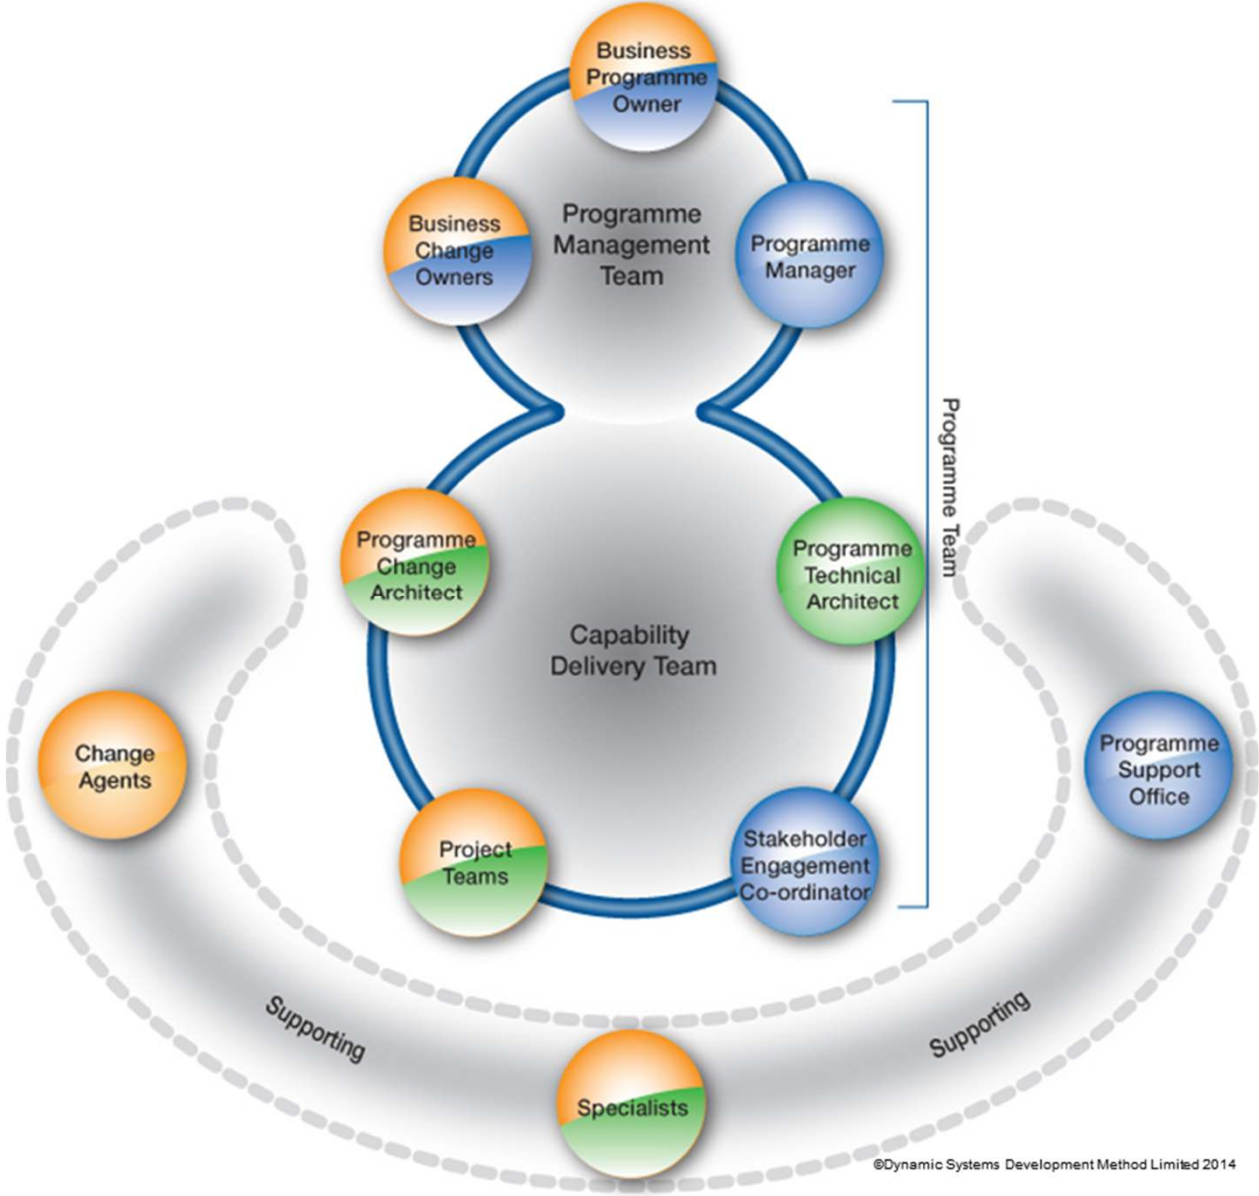 Business
Programme
Owner
Business
Change
Owners
Programme
Management
Team
Programme
Manager
Programme Team
Programme
Change
Architect
Programme
Technical
Architect
Capability
Delivery Team
Change
Agents
Programme
Support
Office
Project
Teams
Stakeholder
Engagement
Co-ordinator
Supporting
Supporting
Specialists
©Dynamic Systems Development Method Limited 2014